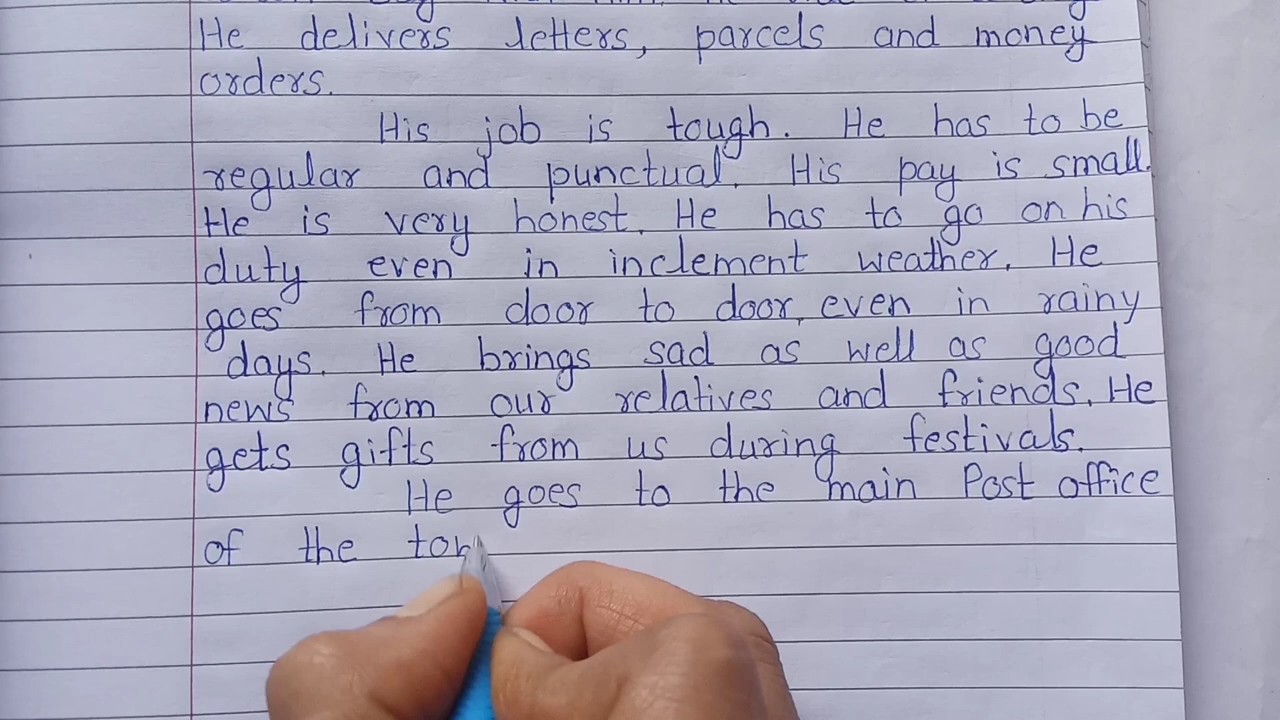 He delivers letters, parcels and money
orders.
His job is tough. He has to be
regular and punctual. His pay is small.
He is very honest. He has to go on his
duty even in inclement weather. He
goes from door to door, even in rainy
days. He brings sad as well as good
news from our relatives and friends. He
gets gifts from us during festivals.
He goes to the main Post office
of the